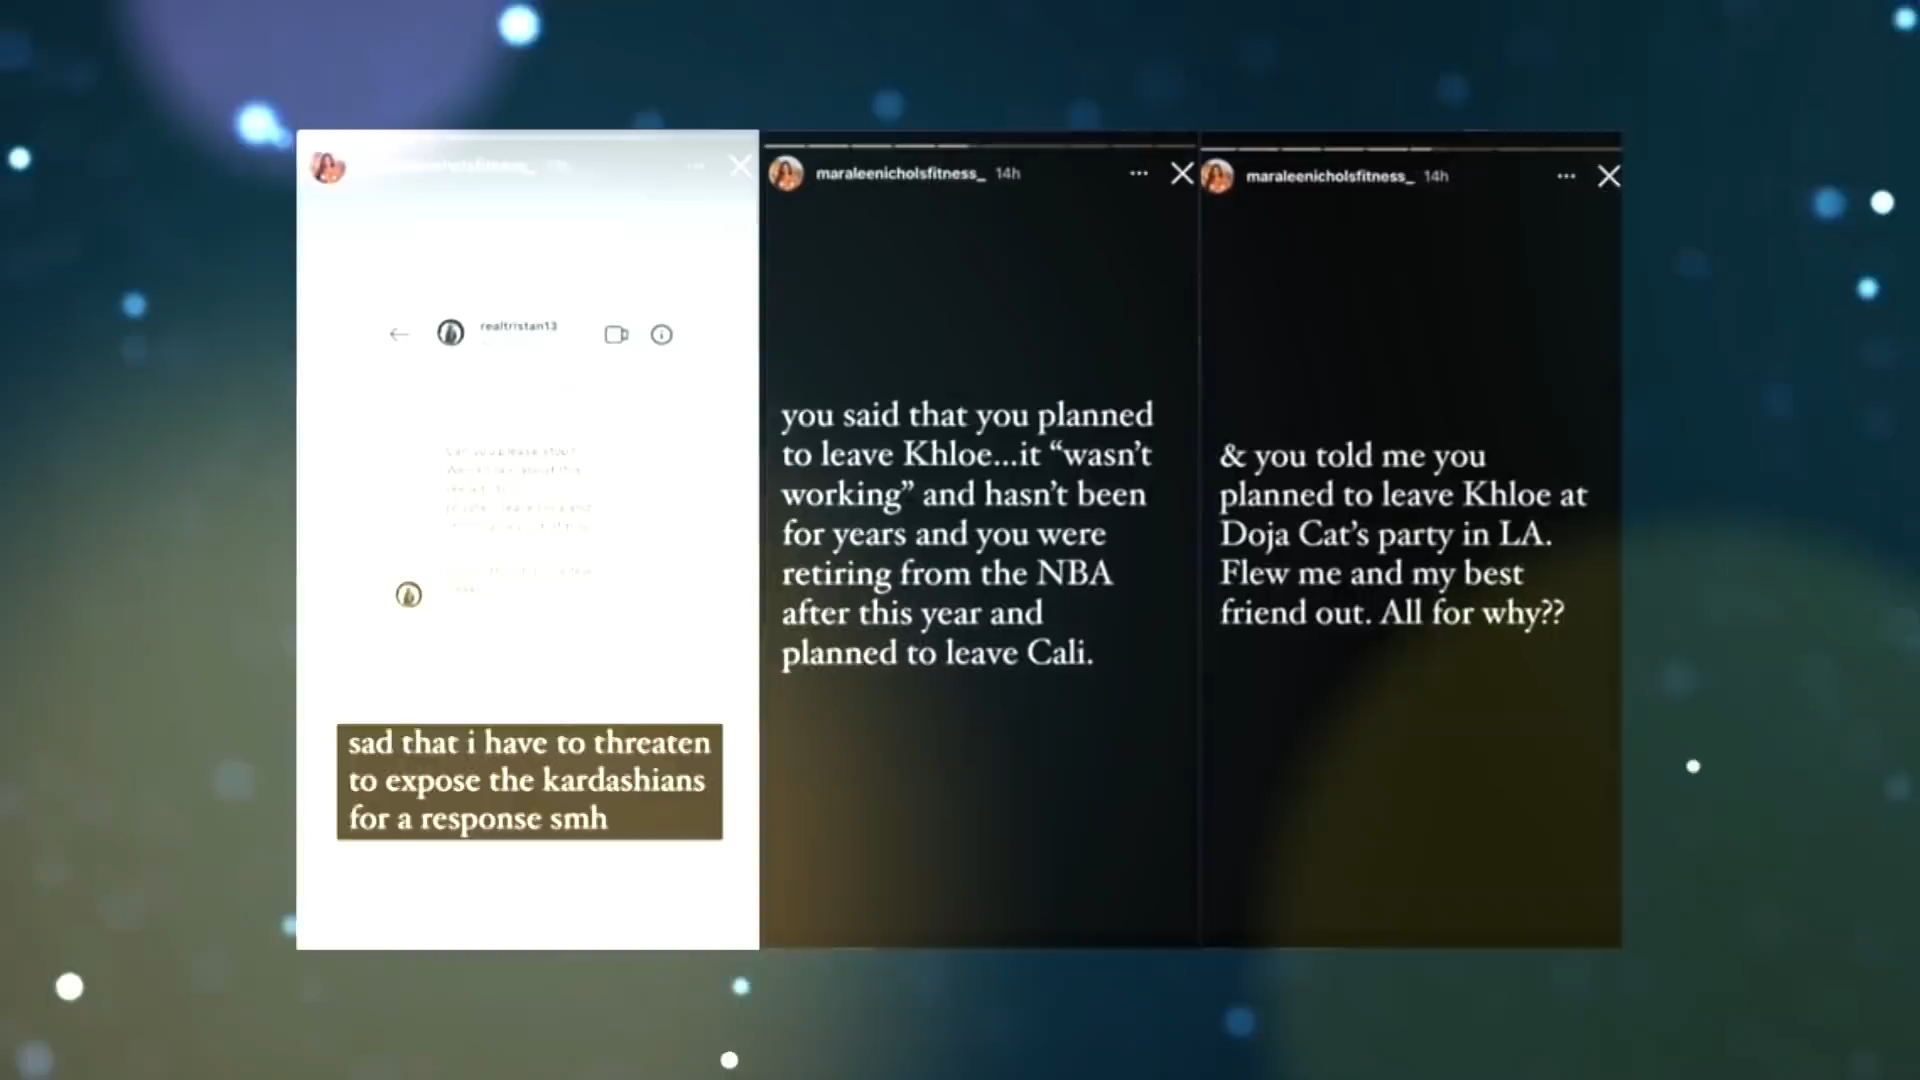 realtristan13
sad that i have to threaten
to expose the kardashians
for a response smh
maraleenicholsfitness_ 14h
you said that you planned
to leave Khloe...it “wasn’t
working” and hasn’t been
for years and you were
retiring from the NBA
after this year and
planned to leave Cali.
maraleenicholsfitness_ 14h
& you told me you
planned to leave Khloe at
Doja Cat’s party in LA.
Flew me and my best
friend out. All for why??